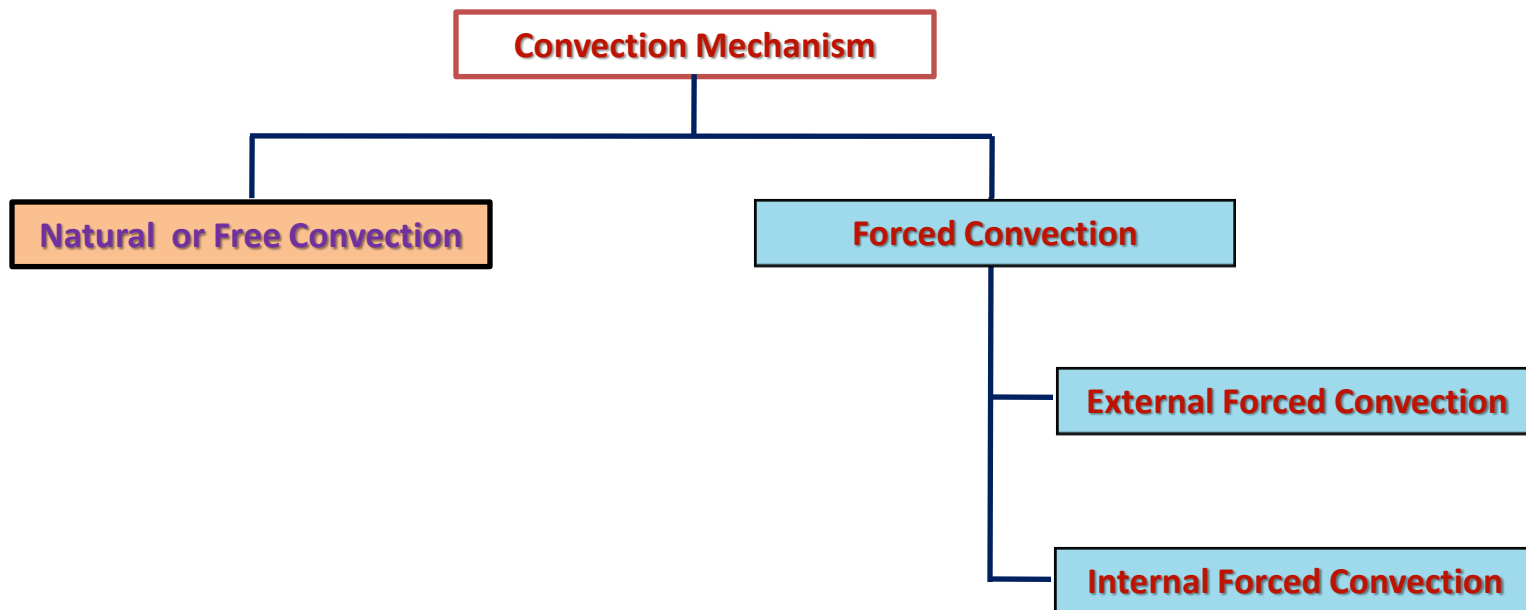 Convection Mechanism
Natural  or Free Convection
Forced Convection
External Forced Convection
Internal Forced Convection